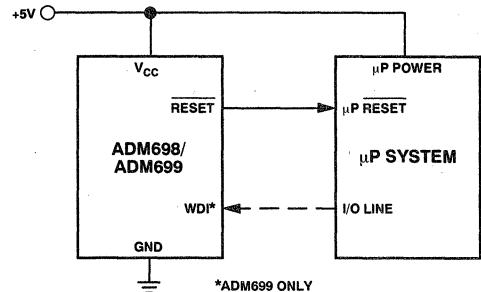 +5V
VCC
RESET
ADM698/
ADM699
WDI*
GND
μP POWER
μP RESET
μP SYSTEM
I/O LINE
*ADM699 ONLY